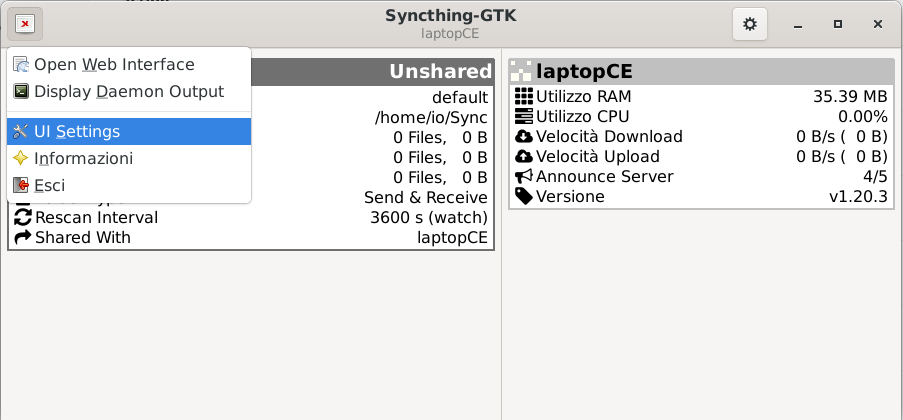 Syncthing-GTK
laptopCE
Open Web Interface
Display Daemon Output
UI Settings
Informazioni
Esci
Unshared
default
/home/io/Sync
0 Files, 0 B
0 Files, 0 B
0 Files, 0 B
Send & Receive
Rescan Interval 3600 s (watch)
Shared With laptopCE
laptopCE
Utilizzo RAM 35.39 MB
Utilizzo CPU 0.00%
Velocità Download 0 B/s ( 0 B)
Velocità Upload 0 B/s ( 0 B)
Announce Server 4/5
Versione v1.20.3